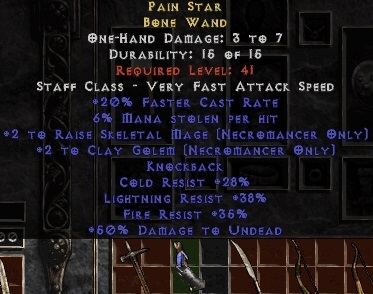 Pain Star
Bone Wand
One-Hand Damage: 3 to 7
Durability: 15 of 15
Required Level: 41
Staff Class - Very Fast Attack Speed
+20% Faster Cast Rate
6% Mana stolen per hit
+2 to Raise Skeletal Mage (Necromancer Only)
+2 to Clay Golem (Necromancer Only)
Knockback
Cold Resist +28%
Lightning Resist +38%
Fire Resist +35%
+50% Damage to Undead